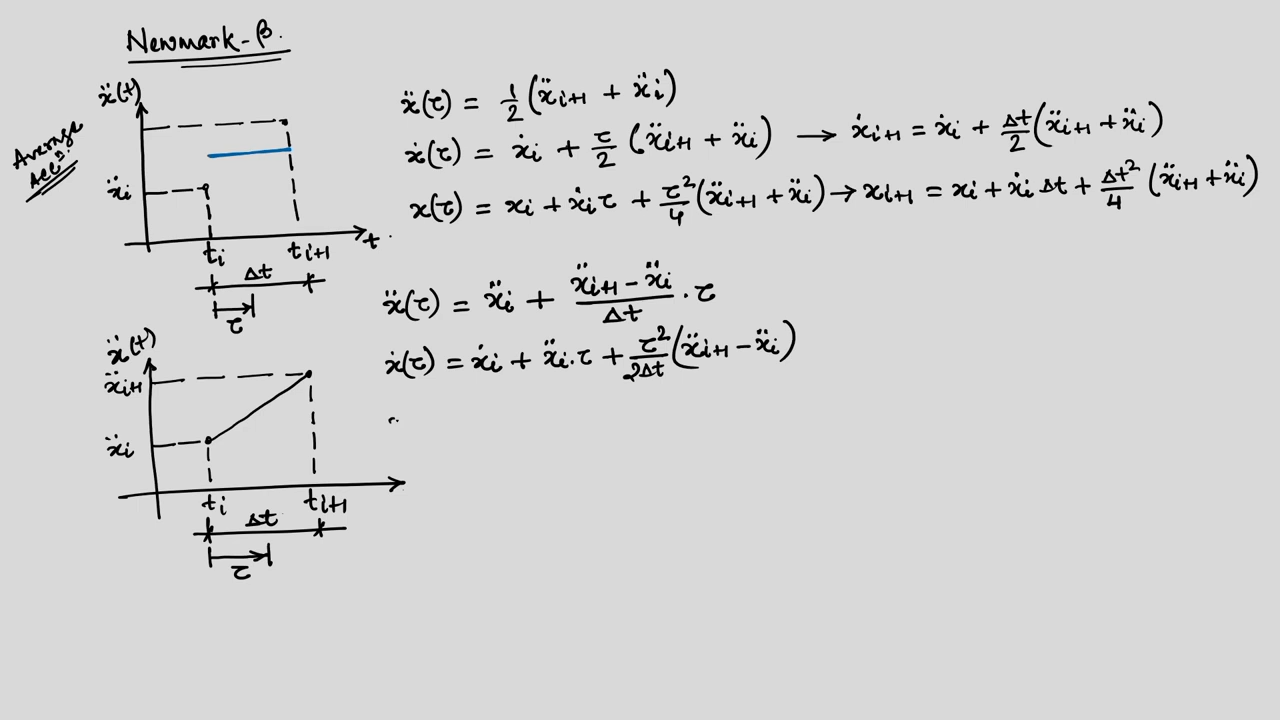 Newmark-β.
ẍ(t)
Average
Accⁿ.
ẍi
ti
ti+1
t.
Δt
τ
ẍ(τ) = 1/2 (ẍi+1 + ẍi)
ẋ(τ) = ẋi + τ/2 (ẍi+1 + ẍi) → ẋi+1 = ẋi + Δt/2 (ẍi+1 + ẍi)
x(τ) = xi + ẋi τ + τ²/4 (ẍi+1 + ẍi) → xi+1 = xi + ẋi Δt + Δt²/4 (ẍi+1 + ẍi)
ẍ(τ) = ẍi + (ẍi+1 - ẍi)/Δt . τ
ẋ(τ) = ẋi + ẍi . τ + τ²/2Δt (ẍi+1 - ẍi)
ẍ(t)
ẍi+1
ẍi
ti
ti+1
Δt
τ